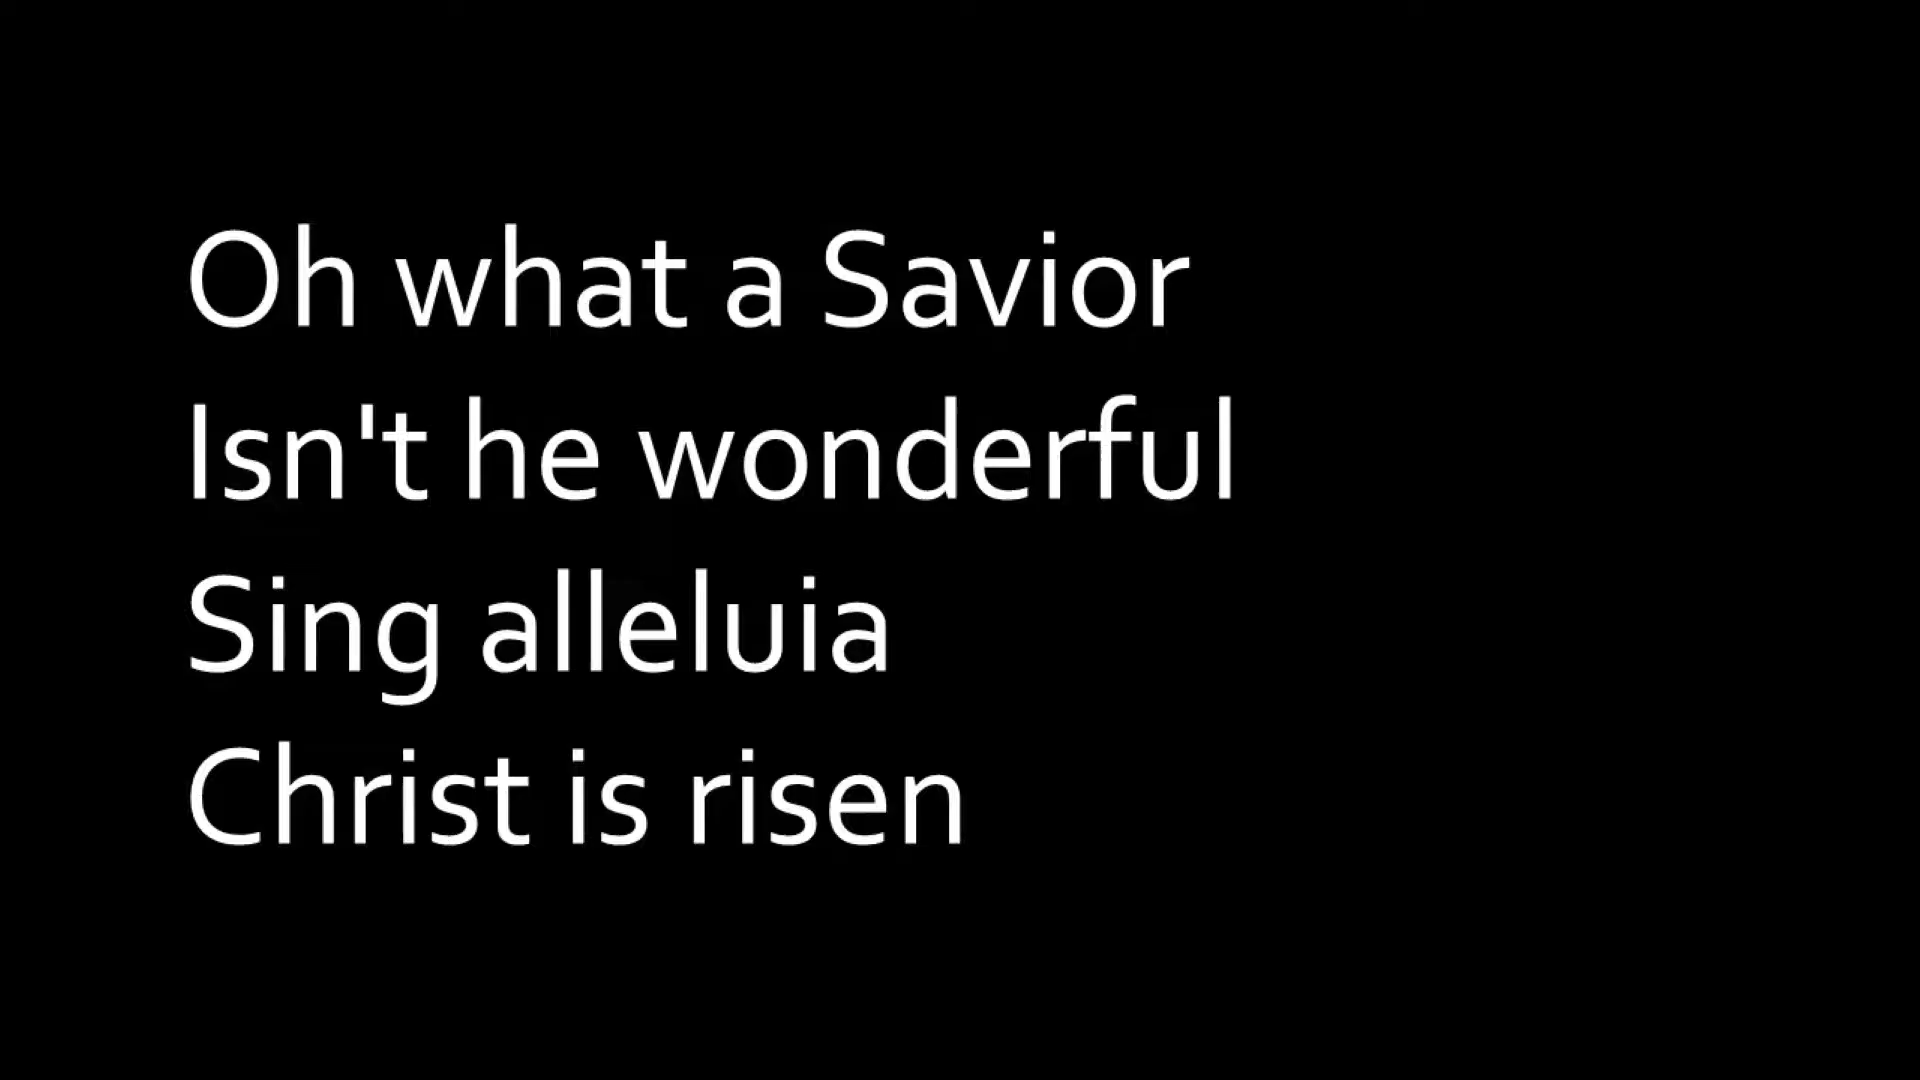 Oh what a Savior
Isn't he wonderful
Sing alleluia
Christ is risen